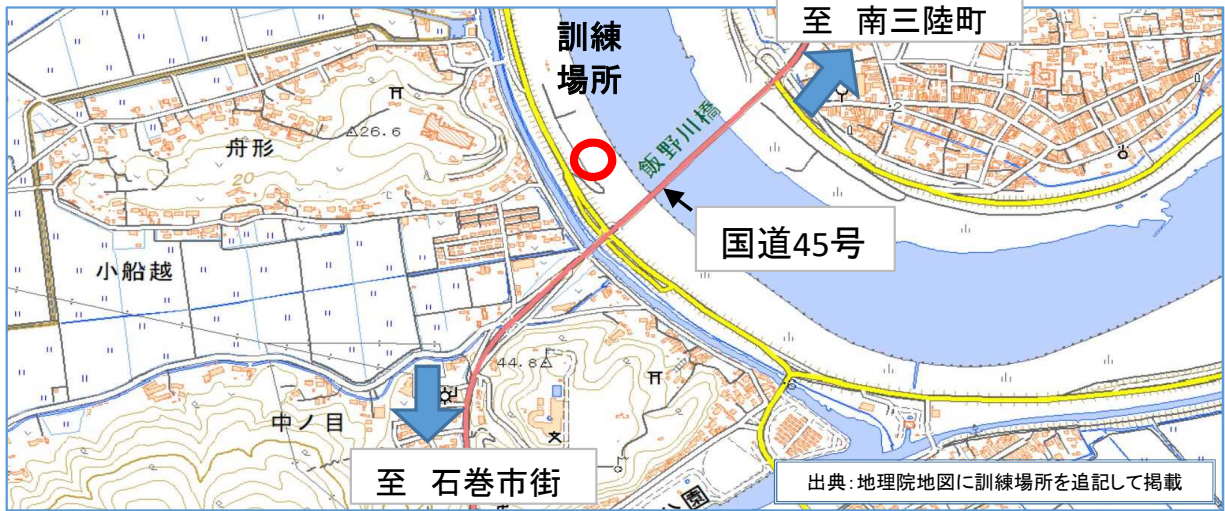 至 南三陸町
訓練
場所
26.6
飯野川橋
舟形
20
国道45号
小船越
44.8
中ノ目
至 石巻市街
公園
出典:地理院地図に訓練場所を追記して掲載